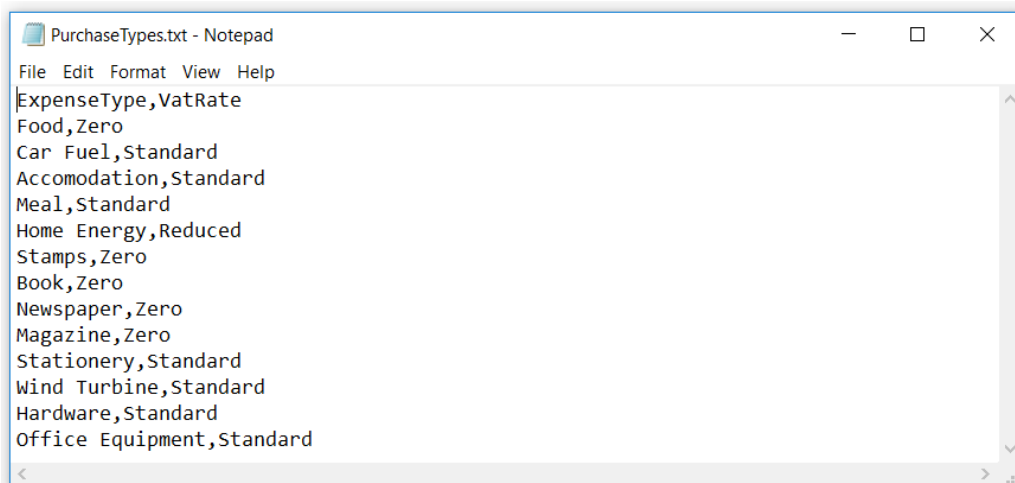 PurchaseTypes.txt - Notepad
File Edit Format View Help
ExpenseType,VatRate
Food,Zero
Car Fuel,Standard
Accomodation,Standard
Meal,Standard
Home Energy,Reduced
Stamps,Zero
Book,Zero
Newspaper,Zero
Magazine,Zero
Stationery,Standard
Wind Turbine,Standard
Hardware,Standard
Office Equipment,Standard